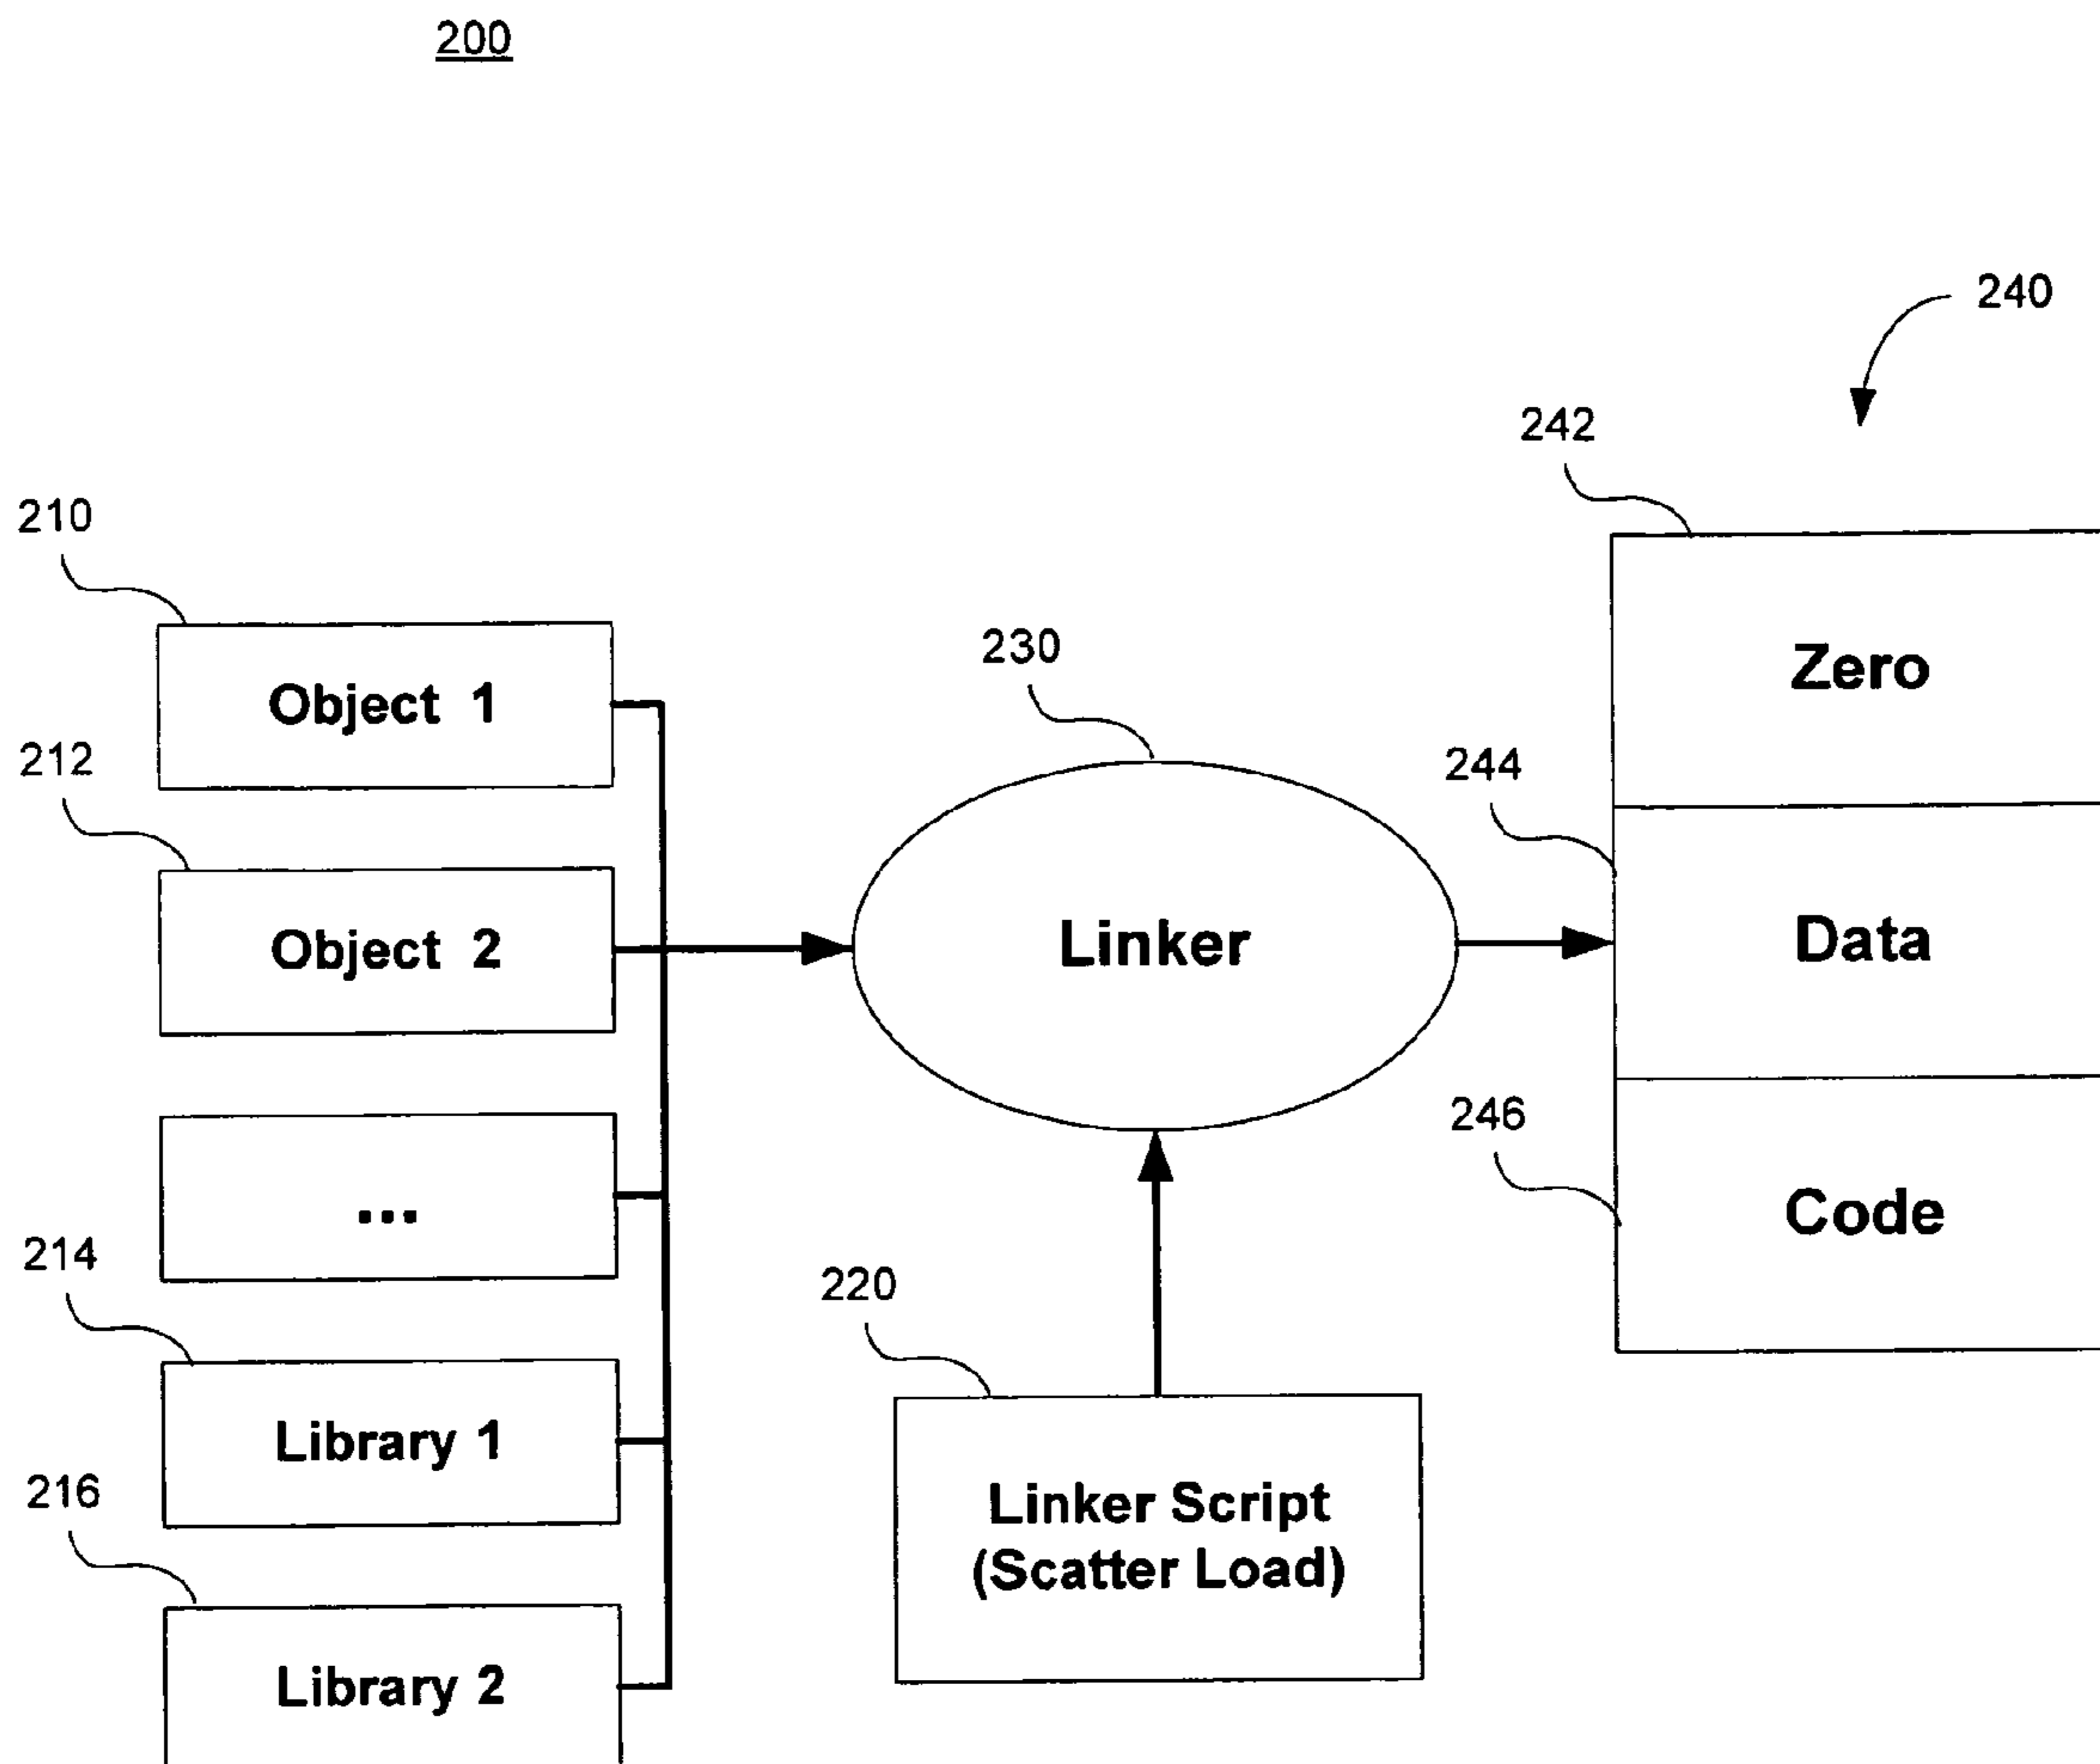 200
240
242
210
Object 1
230
Zero
212
244
Object 2
Linker
Data
...
246
Code
214
220
Library 1
216
Linker Script
(Scatter Load)
Library 2